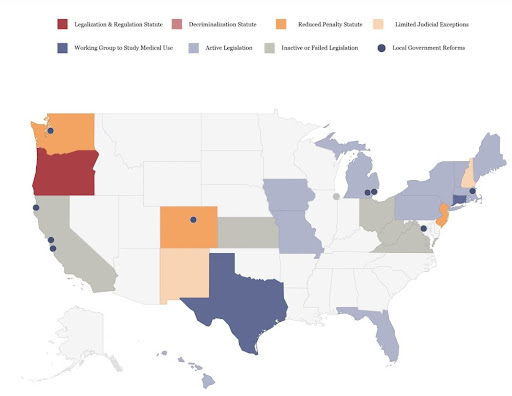 Legalization & Regulation Statute Decriminalization Statute Reduced Penalty Statute Limited Judicial Exceptions
Working Group to Study Medical Use Active Legislation Inactive or Failed Legislation Local Government Reforms